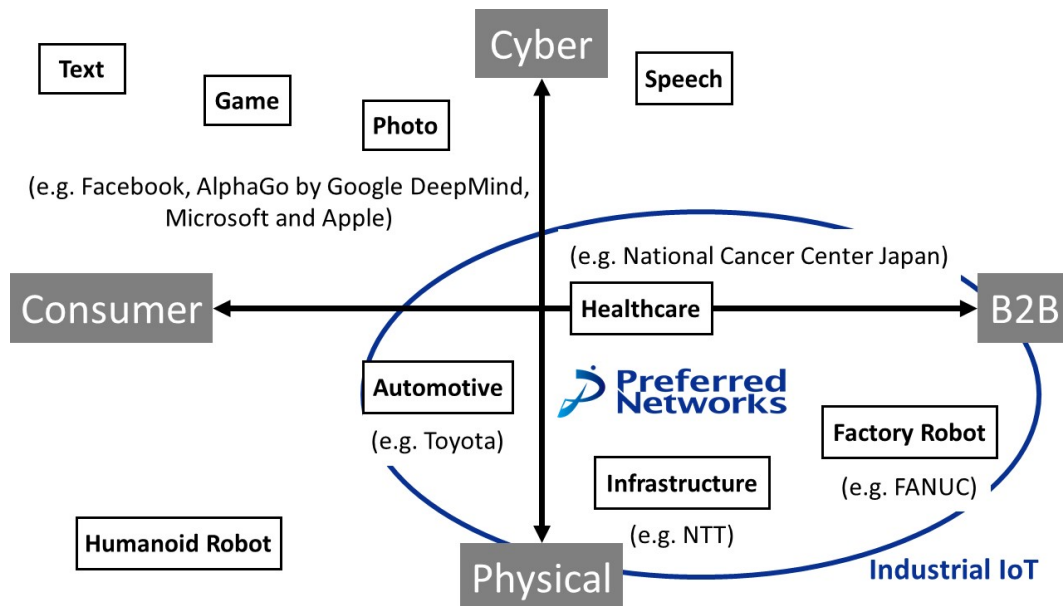 Cyber
Text
Speech
Game
Photo
(e.g. Facebook, AlphaGo by Google DeepMind,
Microsoft and Apple)
(e.g. National Cancer Center Japan)
Consumer
Healthcare
B2B
Automotive
Preferred
Networks
(e.g. Toyota)
Factory Robot
Infrastructure
(e.g. FANUC)
(e.g. NTT)
Humanoid Robot
Physical
Industrial IoT